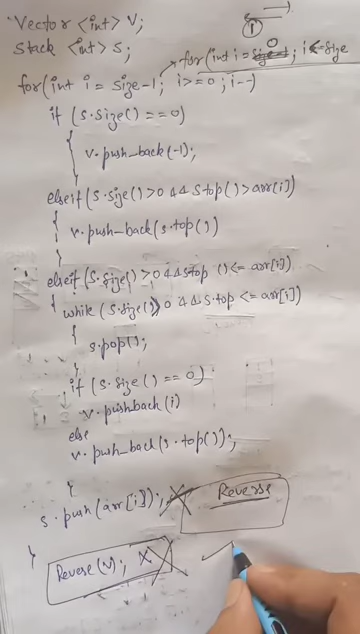 Vector <int> V;
Stack <int> S;
for(int i = 0; i < size
for(int i = size-1; i>=0; i--)
if (s.size() == 0)
{
v.push_back(-1);
}
elseif(s.size()>0 && s top()>arr[i])
{
v.push_back(s.top())
}
elseif(s.size()>0 && stop ()<= arr[i])
{ while (s.size()>0 && s.top <= arr[i])
{
s.pop();
}
if (s.size() == 0)
v.pushback(i)
else
v.push_back(s.top());
}
s.push(arr[i]);
Reverse
}
Reverse(v);